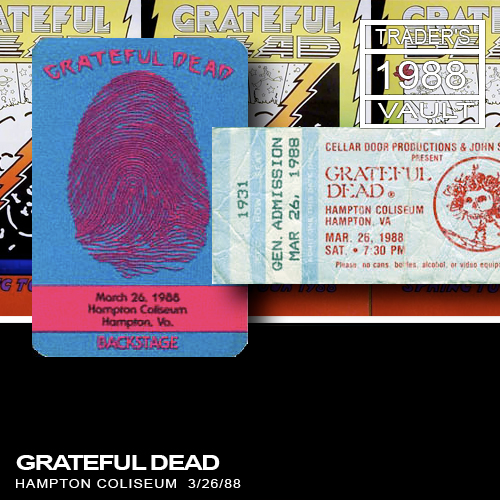 GRATEFUL
DEAD
GRATEFUL
DEAD
GRATEFUL
TRADER'S
1988
VAULT
GRATEFUL DEAD
March 26, 1988
Hampton Coliseum
Hampton, Va.
BACKSTAGE
1931
GEN. ADMISSION
MAR 26, 1988
CELLAR DOOR PRODUCTIONS & JOHN S
PRESENT
GRATEFUL
DEAD ®
HAMPTON COLISEUM
HAMPTON, VA
MAR. 26, 1988
SAT. • 7:30 PM
Please, no cans, bottles, alcohol, or video equip
GRATEFUL DEAD
HAMPTON COLISEUM 3/26/88